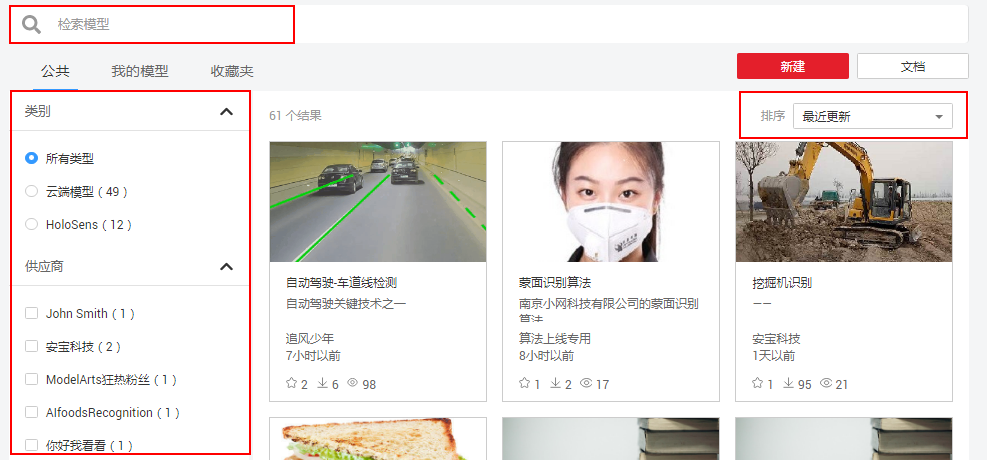 检索模型
公共 我的模型 收藏夹
新建 文档
类别
所有类型
云端模型 ( 49 )
HoloSens ( 12 )
供应商
John Smith ( 1 )
安宝科技 ( 2 )
ModelArts狂热粉丝 ( 1 )
AIfoodsRecognition ( 1 )
你好我看看 ( 1 )
61 个结果
排序 最近更新
自动驾驶-车道线检测
自动驾驶关键技术之一
追风少年
7小时以前
2 6 98
蒙面识别算法
南京小网科技有限公司的蒙面识别
算法
算法上线专用
8小时以前
1 2 17
挖掘机识别
——
安宝科技
1天以前
1 95 21